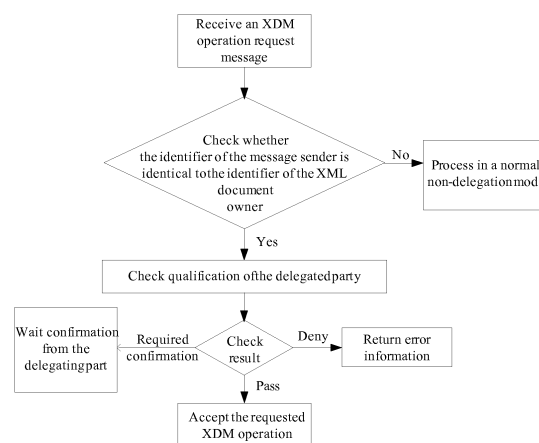 Receive an XDM
operation request
message
Check whether
the identifier of the message sender is
identical tothe identifier of the XML
document
owner
No
Process in a normal
non-delegationmod
Yes
Check qualification ofthe delegatedparty
Wait confirmation
from the
delegatingpart
Required
confirmation
Check
result
Deny
Return error
information
Pass
Accept the requested
XDM operation